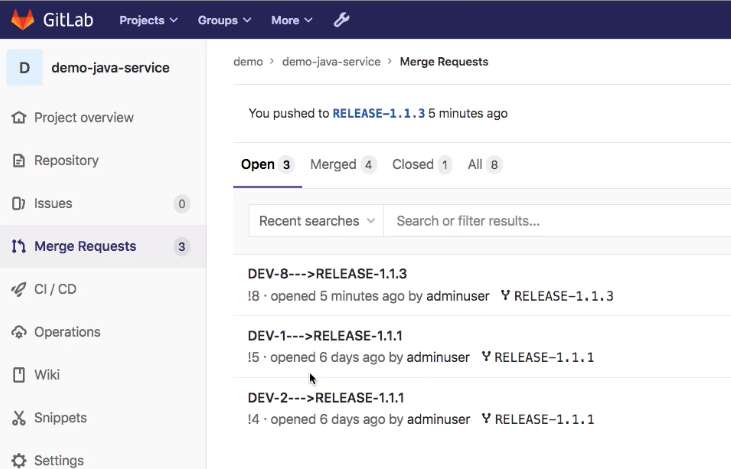 GitLab Projects Groups More
D demo-java-service
demo > demo-java-service > Merge Requests
Project overview
Repository
Issues 0
Merge Requests 3
CI / CD
Operations
Wiki
Snippets
Settings
You pushed to RELEASE-1.1.3 5 minutes ago
Open 3 Merged 4 Closed 1 All 8
Recent searches Search or filter results...
DEV-8--->RELEASE-1.1.3
!8 · opened 5 minutes ago by adminuser RELEASE-1.1.3
DEV-1--->RELEASE-1.1.1
!5 · opened 6 days ago by adminuser RELEASE-1.1.1
DEV-2--->RELEASE-1.1.1
!4 · opened 6 days ago by adminuser RELEASE-1.1.1